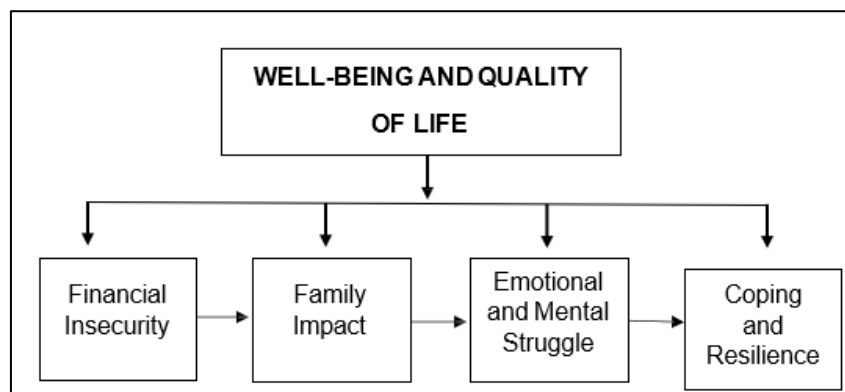 WELL-BEING AND QUALITY
OF LIFE
Financial
Insecurity
Family
Impact
Emotional
and Mental
Struggle
Coping
and
Resilience